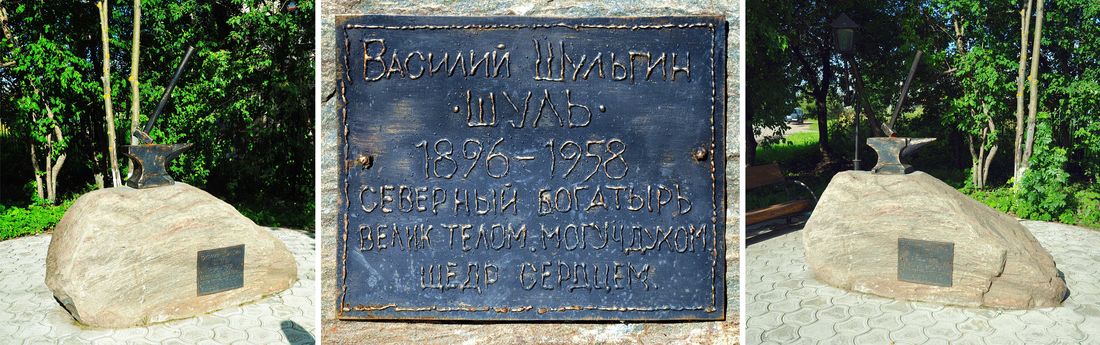 Василий Шульгин
·ШУЛЬ·
1896-1958
СЕВЕРНЫЙ БОГАТЫРЬ
ВЕЛИК ТЕЛОМ. МОГУЧ ДУХОМ.
ЩЕДР СЕРДЦЕМ.